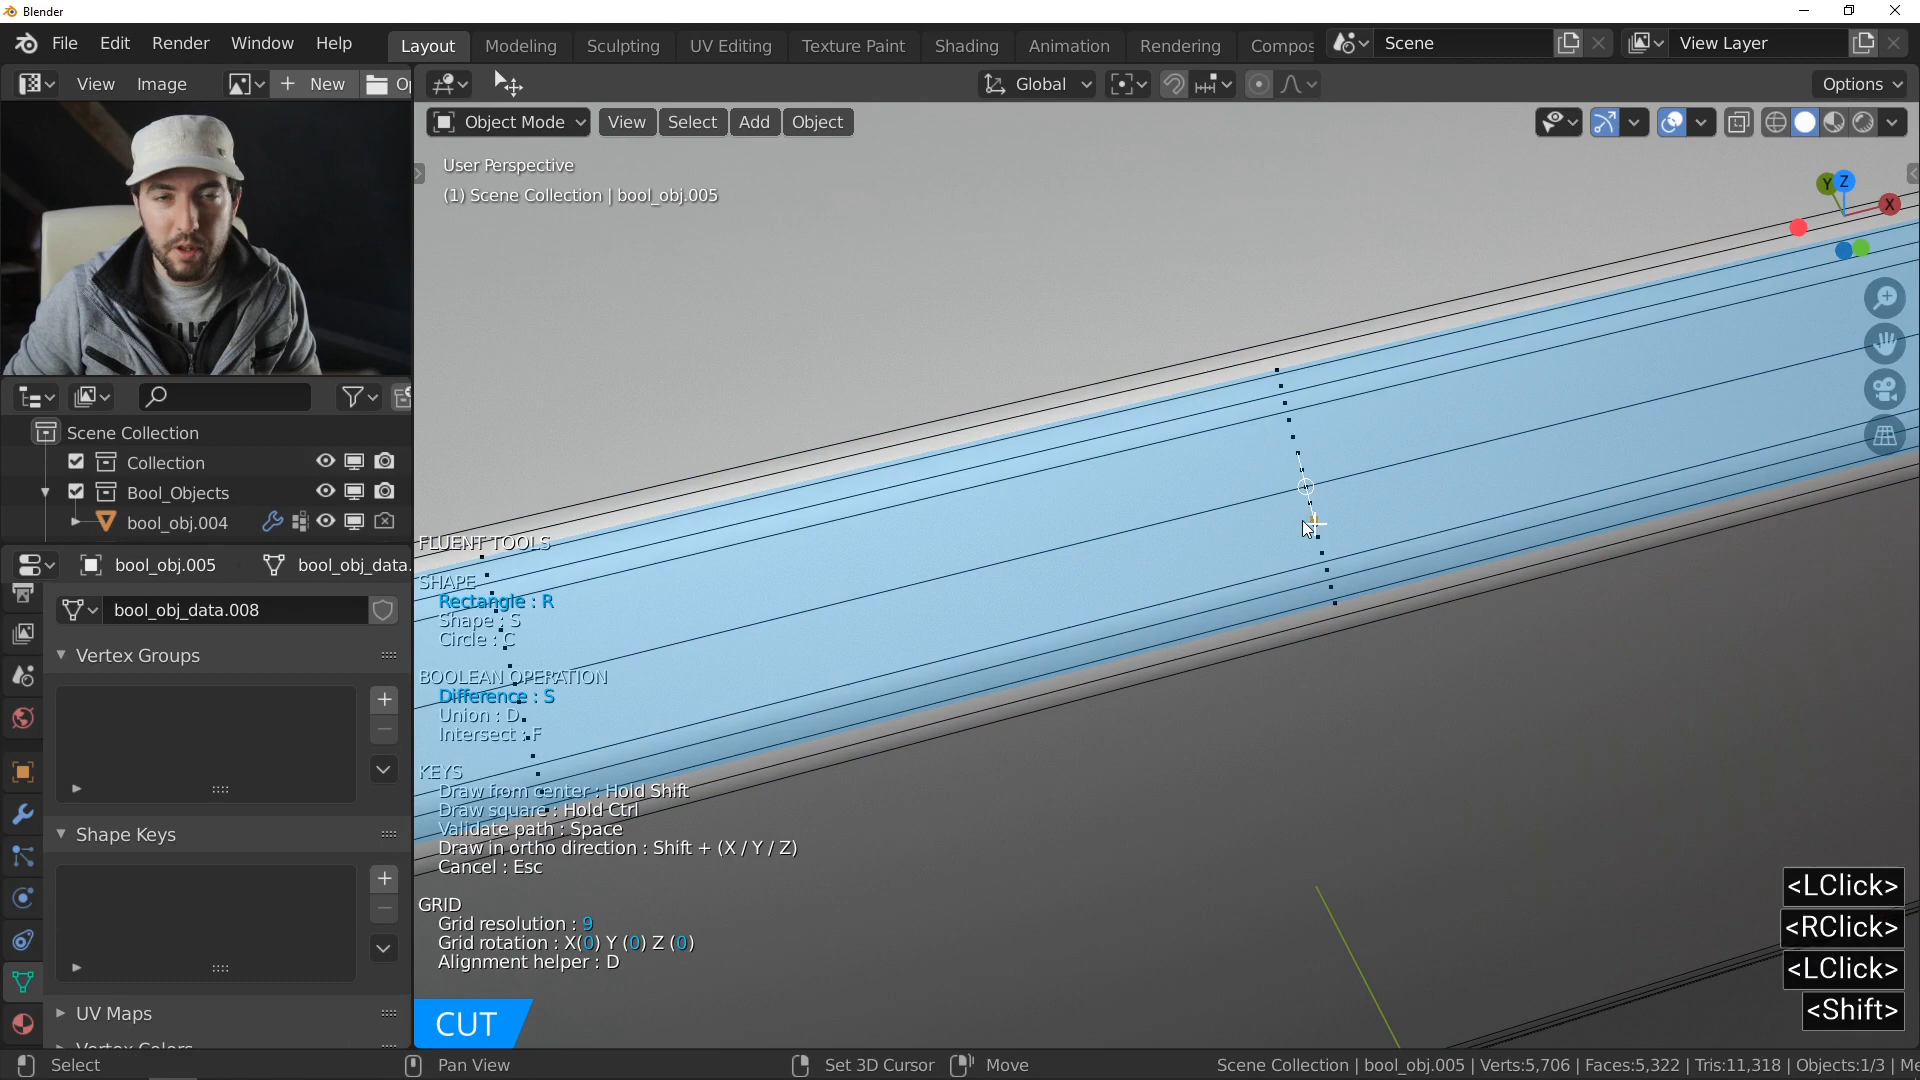 Blender
File Edit Render Window Help
Layout Modeling Sculpting UV Editing Texture Paint Shading Animation Rendering Compos
Scene
View Layer
View Image
New
Op
Global
Options
Object Mode
View Select Add Object
User Perspective
(1) Scene Collection | bool_obj.005
Z
Y
X
Scene Collection
Collection
Bool_Objects
bool_obj.004
bool_obj.005
bool_obj_data.
bool_obj_data.008
Vertex Groups
Shape Keys
UV Maps
Vertex Colors
FLUENT TOOLS
SHAPE
Rectangle : R
Shape : S
Circle : C
BOOLEAN OPERATION
Difference : S
Union : D
Intersect : F
KEYS
Draw from center : Hold Shift
Draw square : Hold Ctrl
Validate path : Space
Draw in ortho direction : Shift + (X / Y / Z)
Cancel : Esc
GRID
Grid resolution : 9
Grid rotation : X(0) Y (0) Z (0)
Alignment helper : D
CUT
<LClick>
<RClick>
<LClick>
<Shift>
Select
Pan View
Set 3D Cursor
Move
Scene Collection | bool_obj.005 | Verts:5,706 | Faces:5,322 | Tris:11,318 | Objects:1/3 | Me